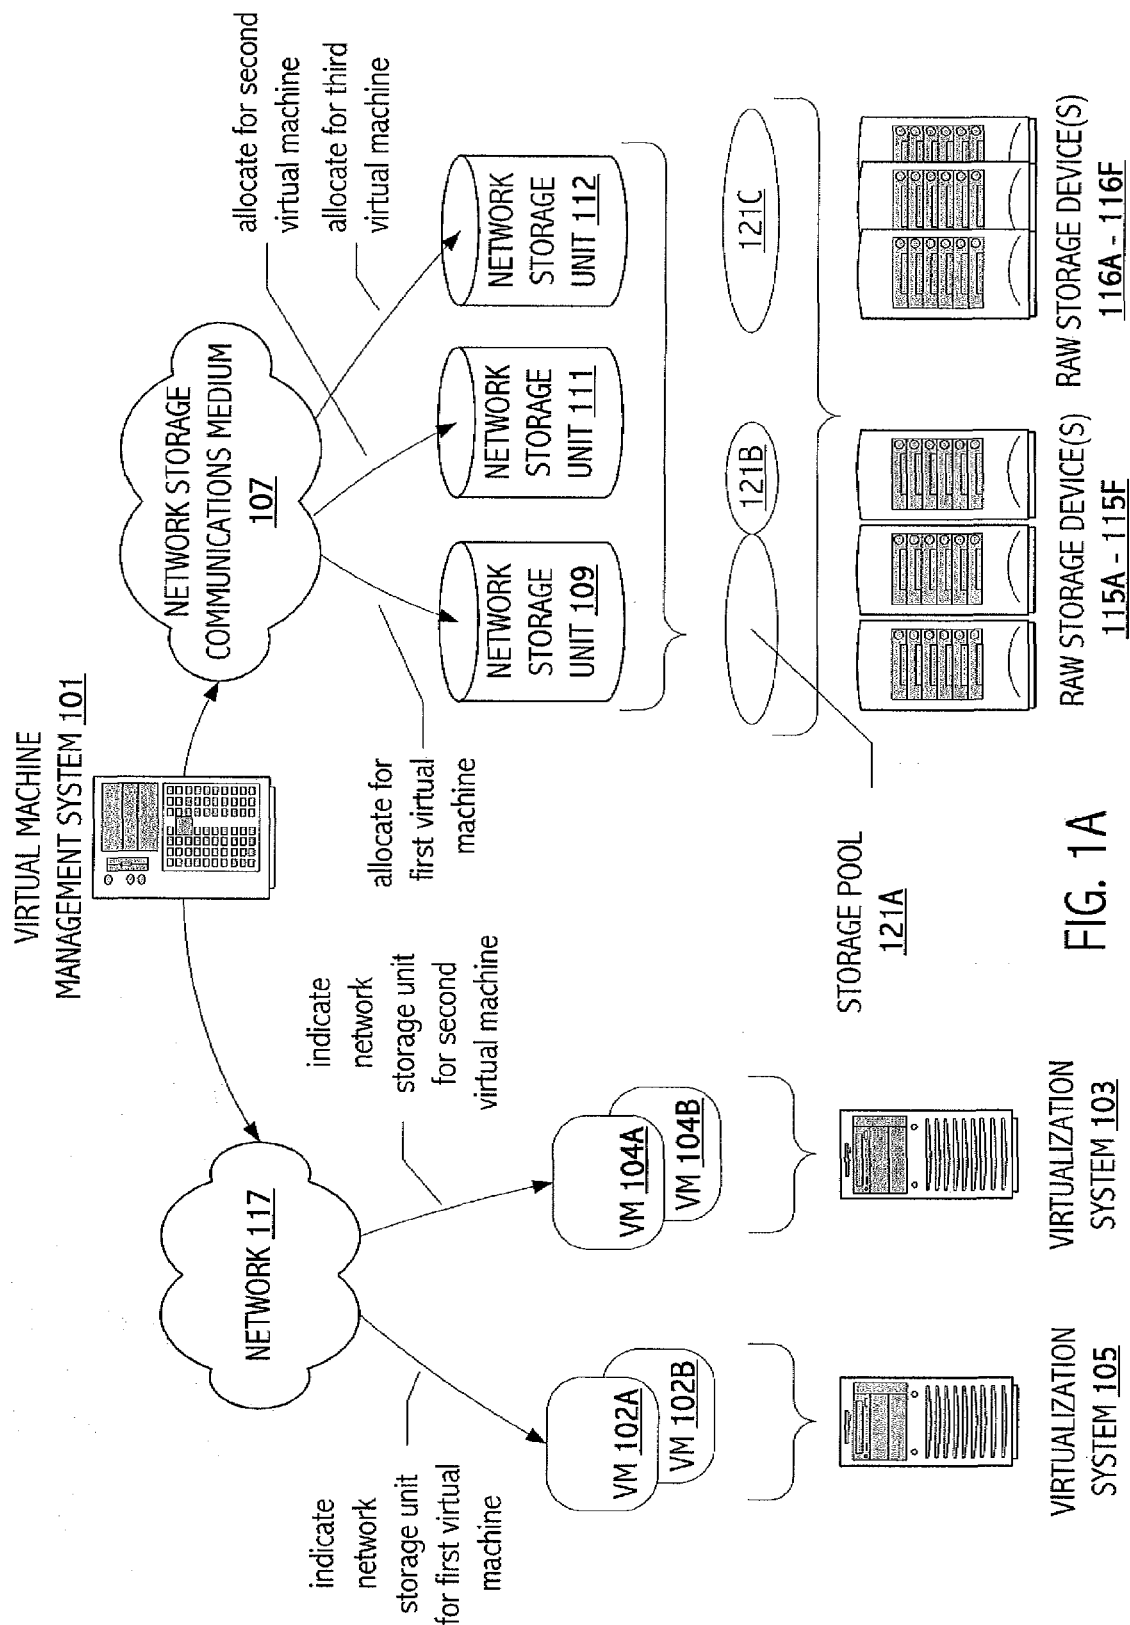 VIRTUAL MACHINE
MANAGEMENT SYSTEM 101
NETWORK 117
NETWORK STORAGE
COMMUNICATIONS MEDIUM
107
indicate
network
storage unit
for first virtual
machine
indicate
network
storage unit
for second
virtual machine
allocate for
first virtual
machine
allocate for second
virtual machine
allocate for third
virtual machine
NETWORK
STORAGE
UNIT 109
NETWORK
STORAGE
UNIT 111
NETWORK
STORAGE
UNIT 112
VM 102A
VM 102B
VM 104A
VM 104B
121B
121C
STORAGE POOL
121A
VIRTUALIZATION
SYSTEM 105
VIRTUALIZATION
SYSTEM 103
RAW STORAGE DEVICE(S)
115A - 115F
RAW STORAGE DEVICE(S)
116A - 116F
FIG. 1A